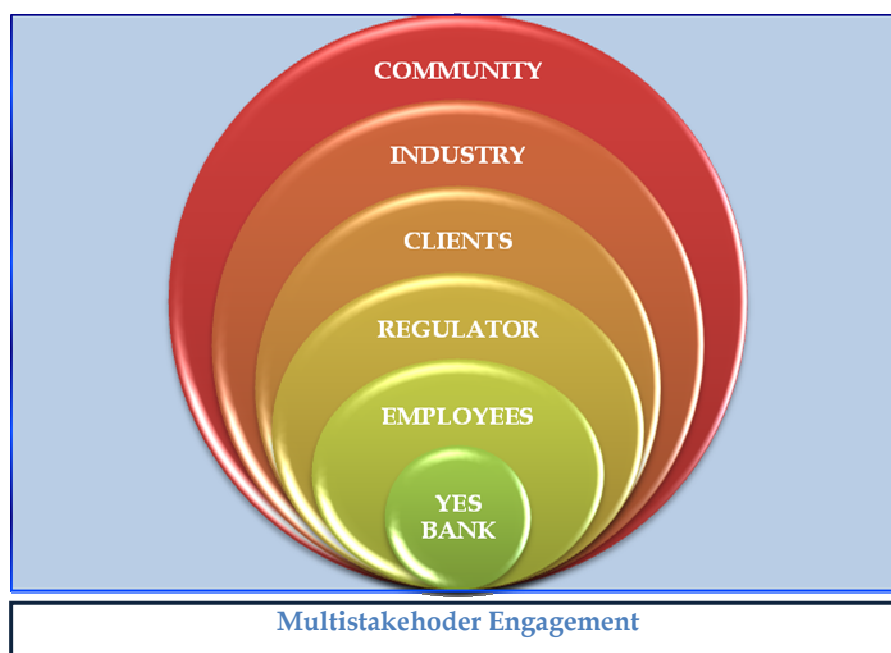 COMMUNITY
INDUSTRY
CLIENTS
REGULATOR
EMPLOYEES
YES
BANK
Multistakehoder Engagement